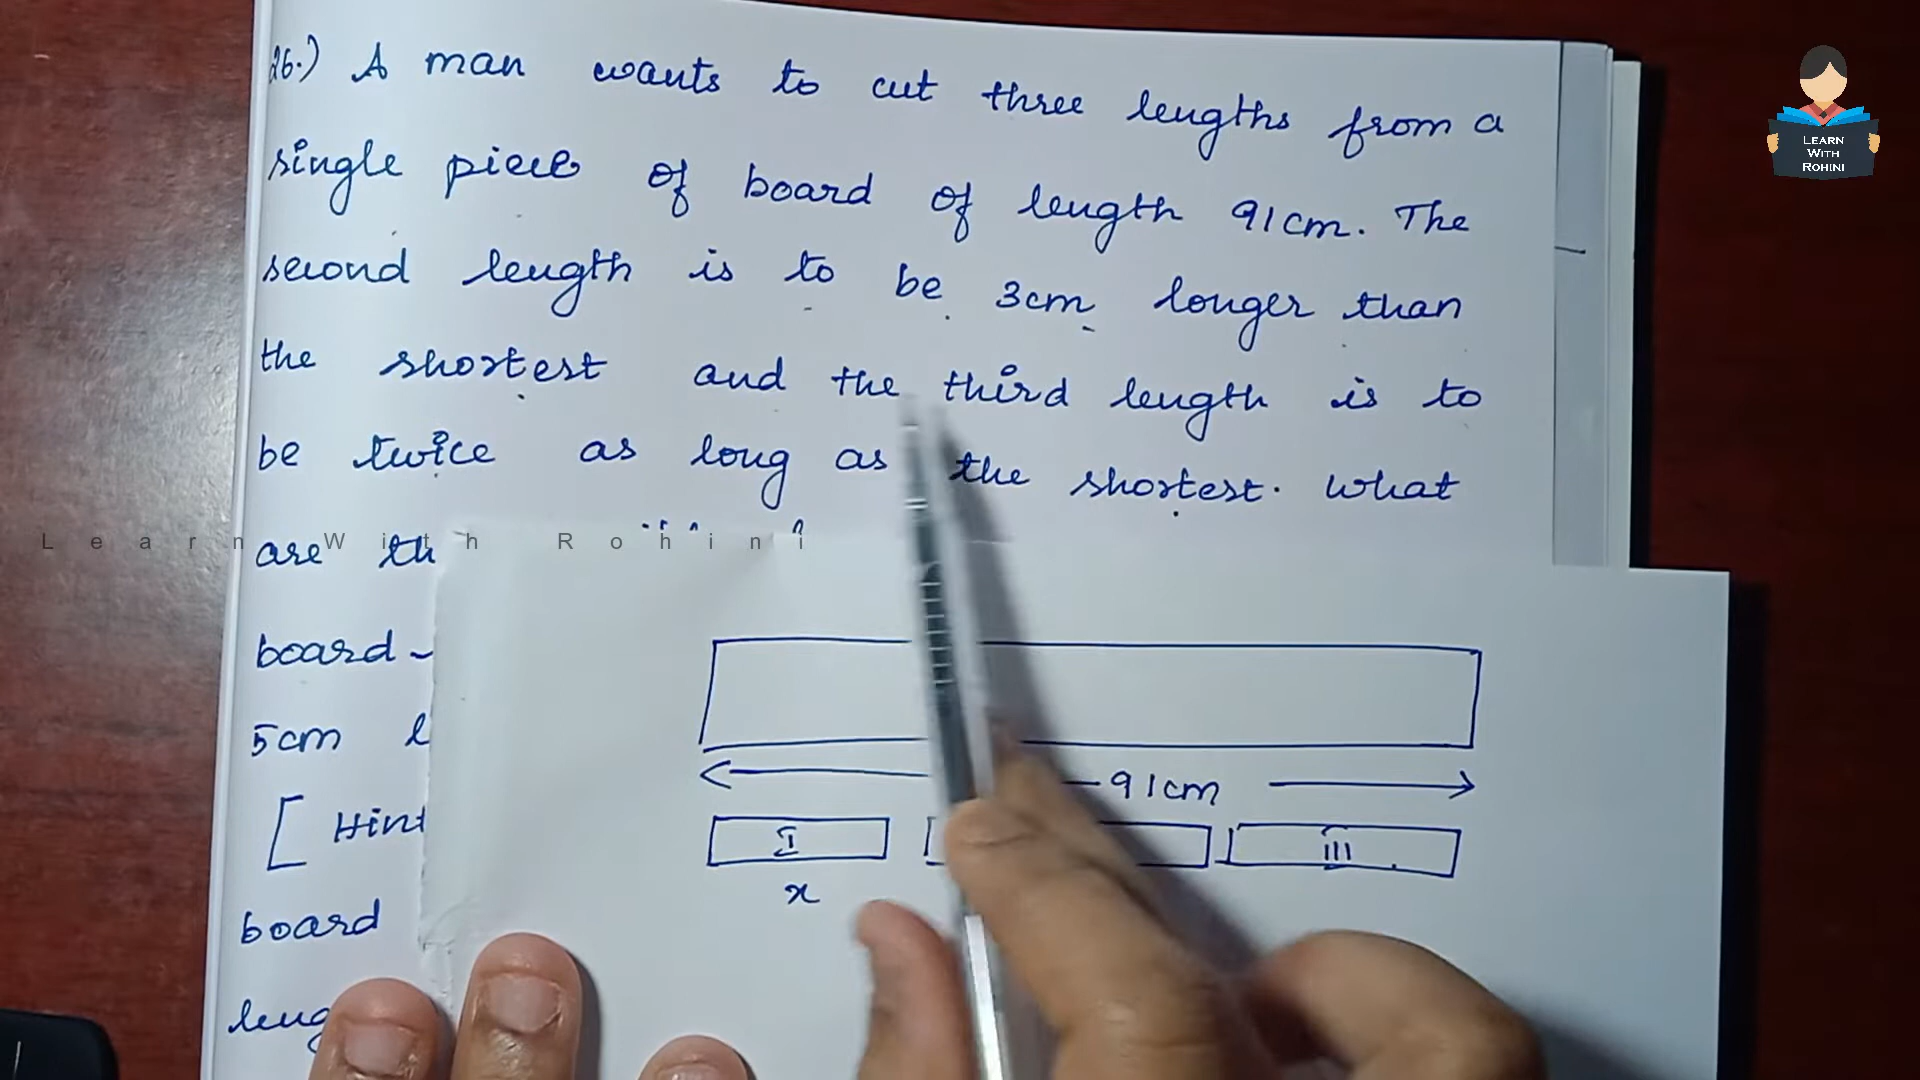 26.) A man wants to cut three lengths from a
single piece of board of length 91cm. The
second length is to be 3cm longer than
the shortest and the third length is to
be twice as long as the shortest. What
are
board
5cm
[ Hint
board
91cm
I
III
x
LEARN
WITH
ROHINI
Learn With Rohini